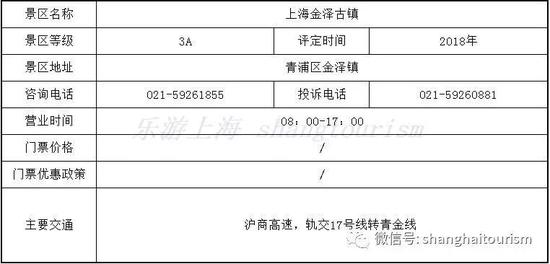 景区名称 上海金泽古镇
景区等级 3A 评定时间 2018年
景区地址 青浦区金泽镇
咨询电话 021-59261855 投诉电话 021-59260881
营业时间 08：00-17：00
乐游上海 shangtourism
门票价格 /
门票优惠政策 /
主要交通 沪商高速，轨交17号线转青金线
微信号: shanghaitourism